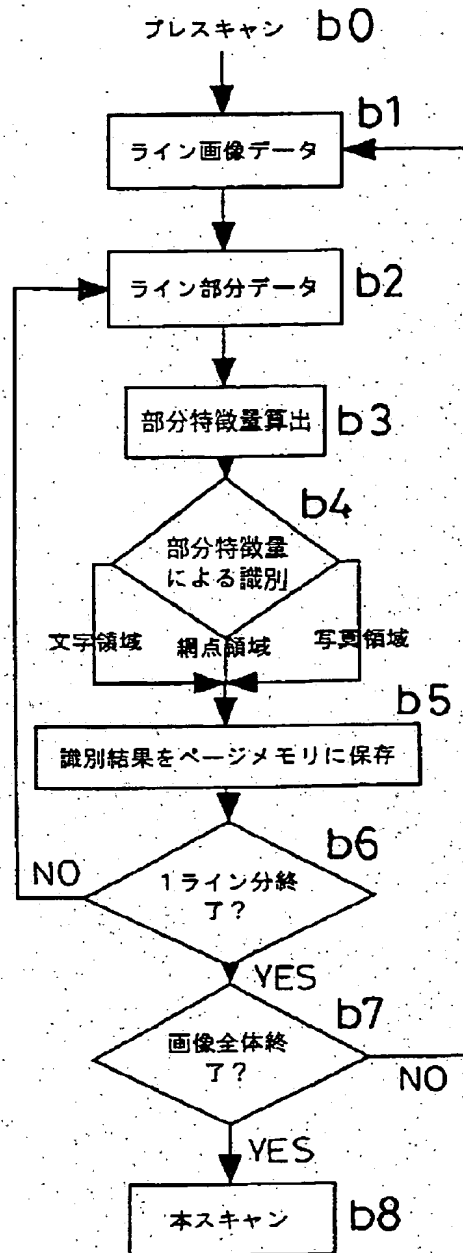 プレスキャン b0
b1
ライン画像データ
ライン部分データ b2
部分特徴量算出 b3
b4
部分特徴量
による識別
文字領域 網点領域 写真領域
b5
識別結果をページメモリに保存
b6
NO
1ライン分終
了?
YES
b7
画像全体終
了?
NO
YES
本スキャン b8